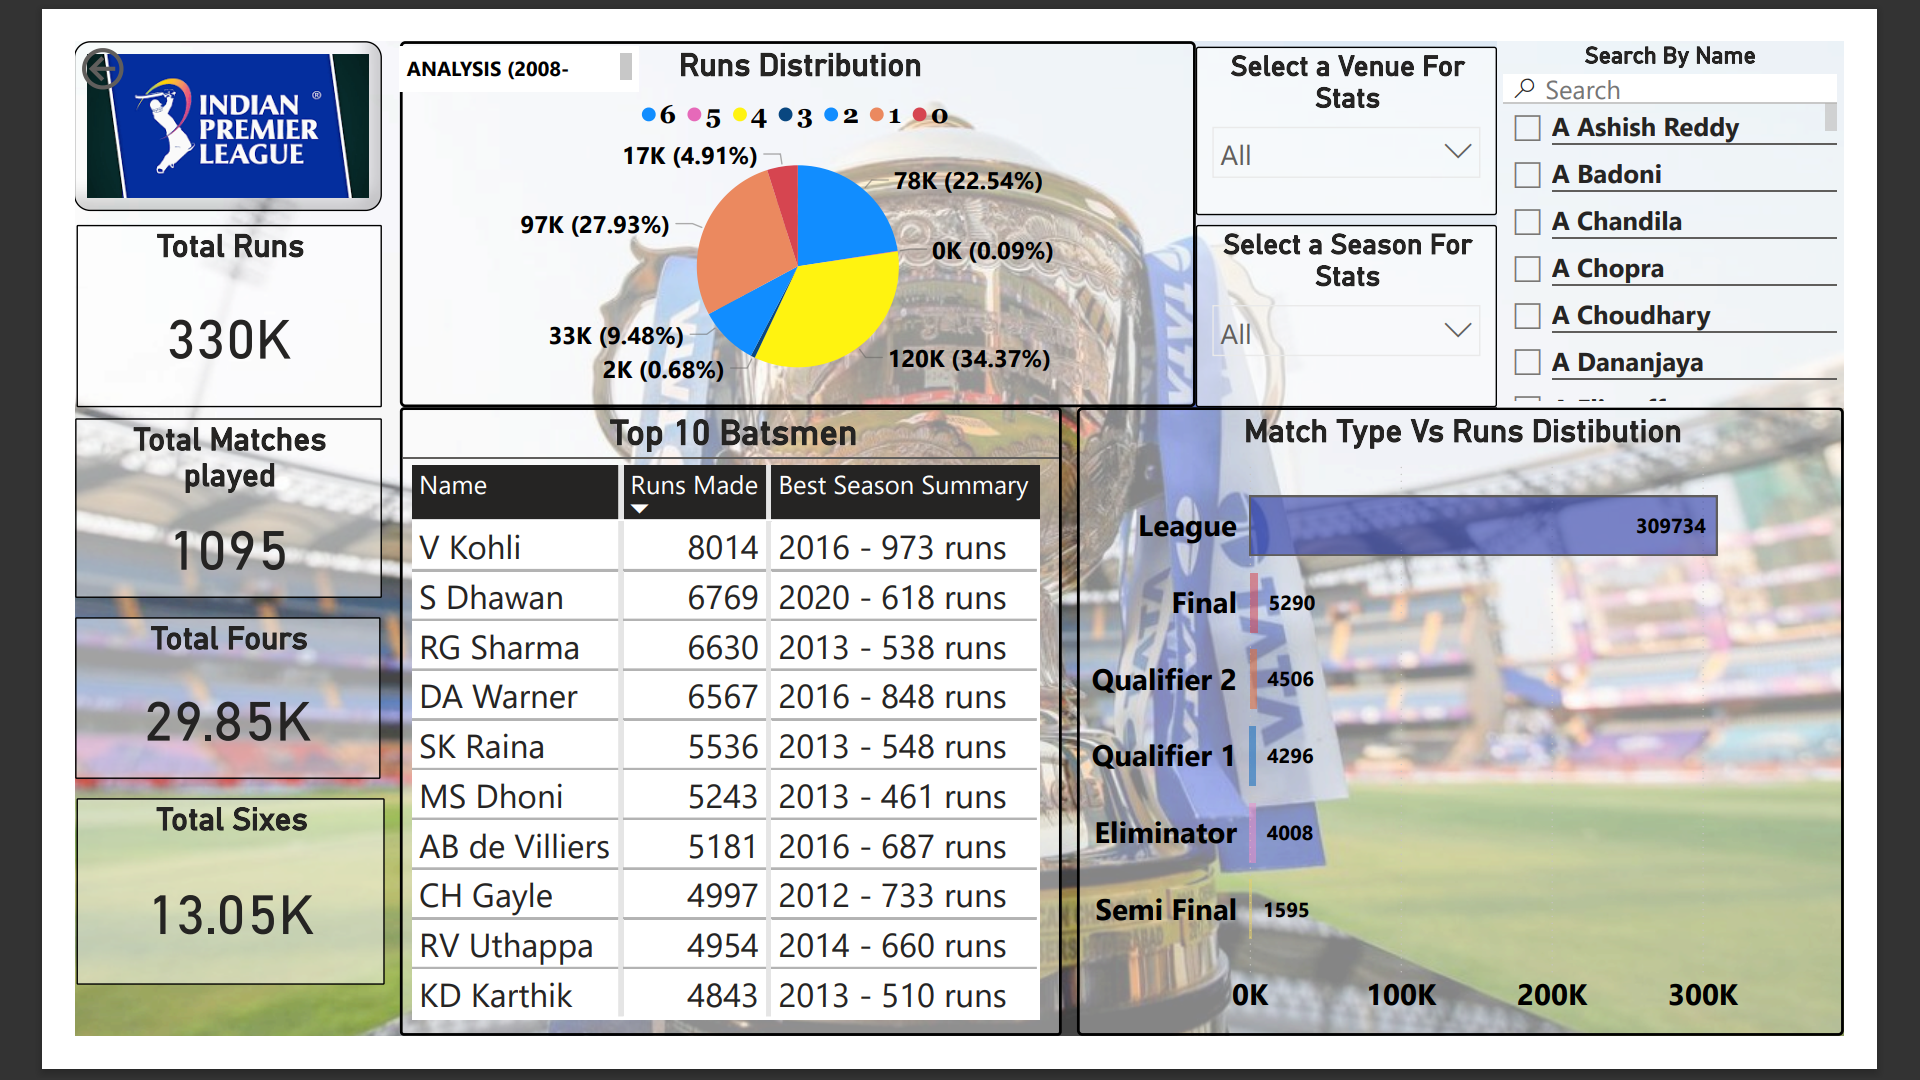 INDIAN
PREMIER
LEAGUE ®
Total Runs
330K
Total Matches
played
1095
Total Fours
29.85K
Total Sixes
13.05K
ANALYSIS (2008-
Runs Distribution
6 5 4 3 2 1 0
17K (4.91%)
78K (22.54%)
97K (27.93%)
0K (0.09%)
33K (9.48%)
120K (34.37%)
2K (0.68%)
Select a Venue For
Stats
All
Select a Season For
Stats
All
Search By Name
Search
A Ashish Reddy
A Badoni
A Chandila
A Chopra
A Choudhary
A Dananjaya
Top 10 Batsmen
Name Runs Made Best Season Summary
V Kohli 8014 2016 - 973 runs
S Dhawan 6769 2020 - 618 runs
RG Sharma 6630 2013 - 538 runs
DA Warner 6567 2016 - 848 runs
SK Raina 5536 2013 - 548 runs
MS Dhoni 5243 2013 - 461 runs
AB de Villiers 5181 2016 - 687 runs
CH Gayle 4997 2012 - 733 runs
RV Uthappa 4954 2014 - 660 runs
KD Karthik 4843 2013 - 510 runs
Match Type Vs Runs Distibution
League 309734
Final 5290
Qualifier 2 4506
Qualifier 1 4296
Eliminator 4008
Semi Final 1595
0K 100K 200K 300K
TATA